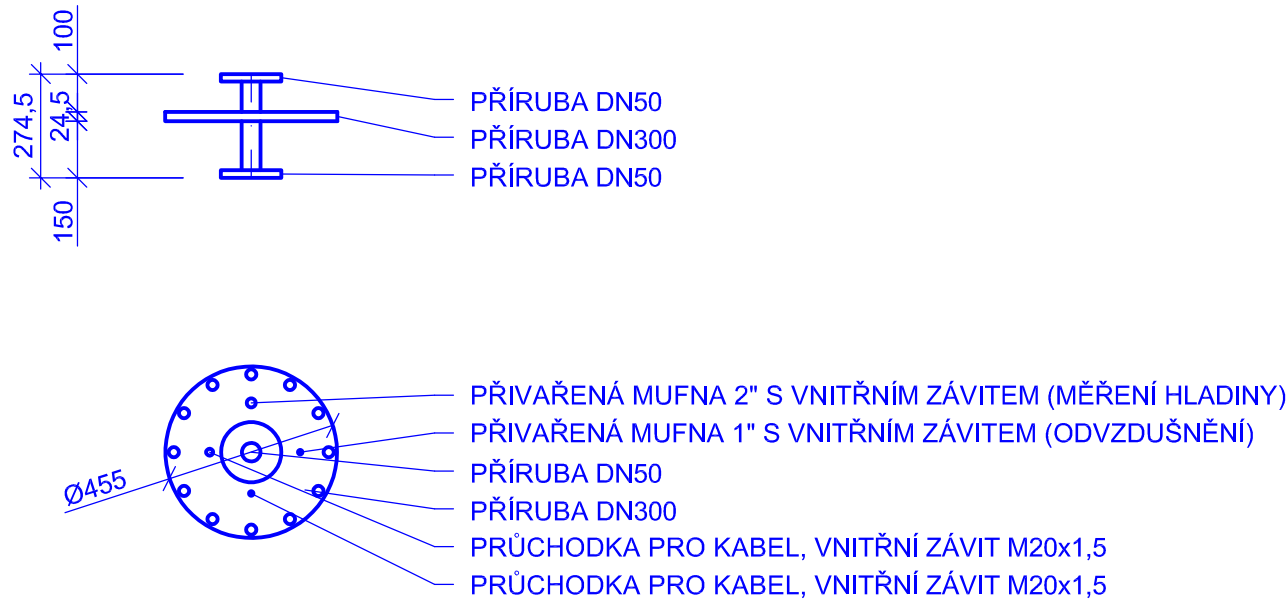 100
274,5
24,5
150
PŘÍRUBA DN50
PŘÍRUBA DN300
PŘÍRUBA DN50
Ø455
PŘIVAŘENÁ MUFNA 2" S VNITŘNÍM ZÁVITEM (MĚŘENÍ HLADINY)
PŘIVAŘENÁ MUFNA 1" S VNITŘNÍM ZÁVITEM (ODVZDUŠNĚNÍ)
PŘÍRUBA DN50
PŘÍRUBA DN300
PRŮCHODKA PRO KABEL, VNITŘNÍ ZÁVIT M20x1,5
PRŮCHODKA PRO KABEL, VNITŘNÍ ZÁVIT M20x1,5